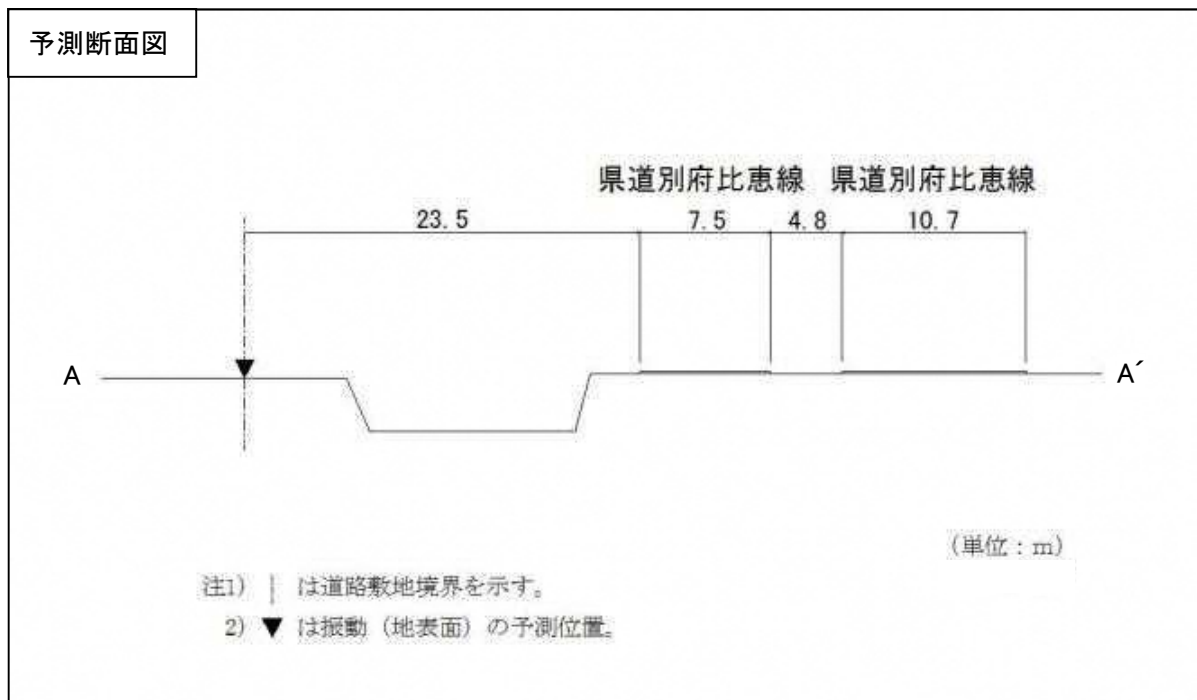 予測断面図
県道別府比恵線 県道別府比恵線
23.5 7.5 4.8 10.7
A A´
(単位：m)
注1) ｜ は道路敷地境界を示す。
2) ▼ は振動（地表面）の予測位置。